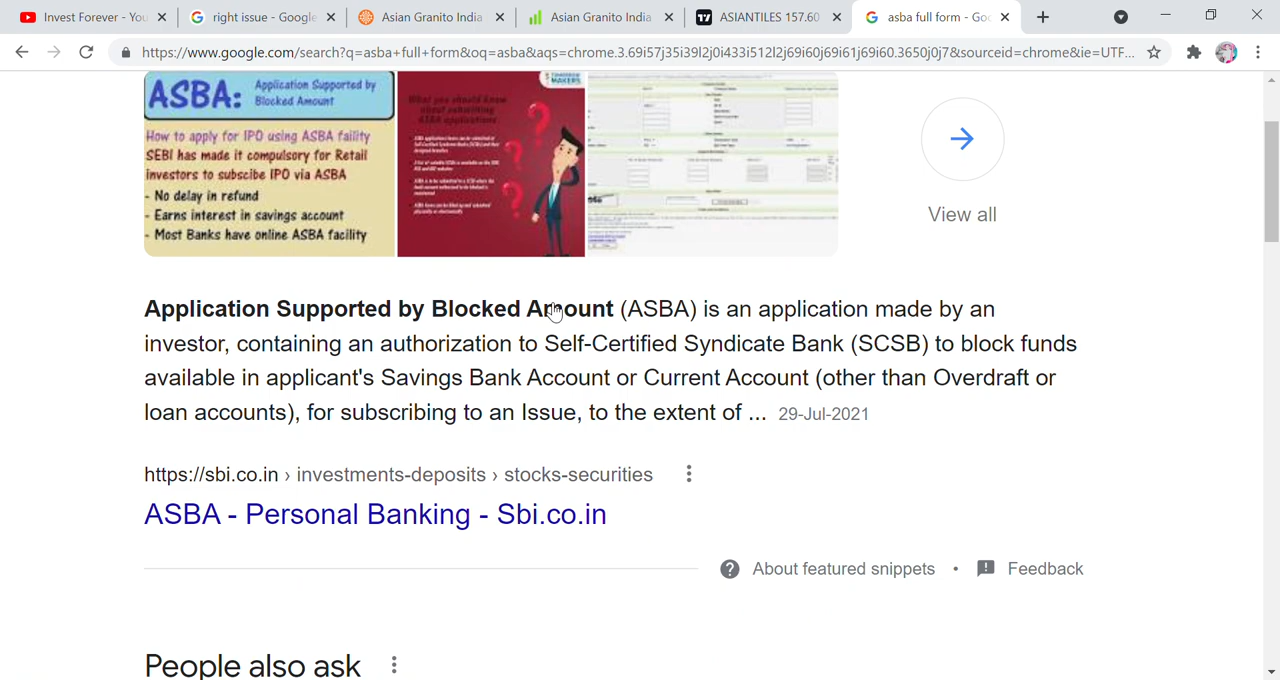 Invest Forever - You
right issue - Google
Asian Granito India
Asian Granito India
ASIANTILES 157.60
asba full form - Goo
https://www.google.com/search?q=asba+full+form&oq=asba&aqs=chrome.3.69i57j35i39l2j0i433i512l2j69i60j69i61j69i60.3650j0j7&sourceid=chrome&ie=UTF...
ASBA: Application Supported by
Blocked Amount
How to apply for IPO using ASBA faility
SEBI has made it compulsory for Retail
investors to subscibe IPO via ASBA
- No delay in refund
- Earns interest in savings account
- Most Banks have online ASBA facility
What you should know
about submitting
ASBA applications
View all
Application Supported by Blocked Amount (ASBA) is an application made by an
investor, containing an authorization to Self-Certified Syndicate Bank (SCSB) to block funds
available in applicant's Savings Bank Account or Current Account (other than Overdraft or
loan accounts), for subscribing to an Issue, to the extent of ... 29-Jul-2021
https://sbi.co.in › investments-deposits › stocks-securities
ASBA - Personal Banking - Sbi.co.in
About featured snippets • Feedback
People also ask